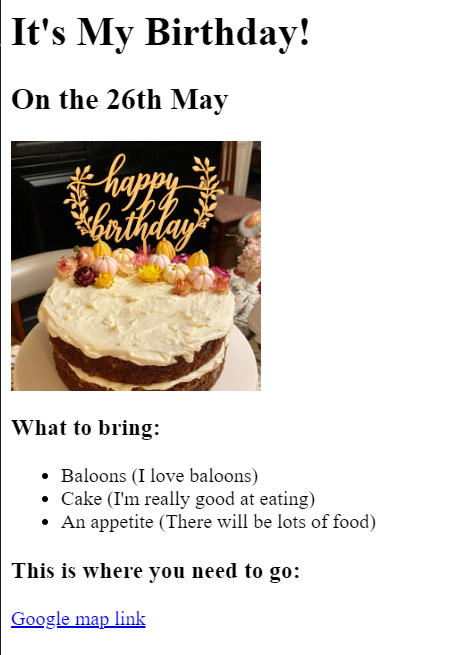 It's My Birthday!
On the 26th May
happy
birthday
What to bring:
Baloons (I love baloons)
Cake (I'm really good at eating)
An appetite (There will be lots of food)
This is where you need to go:
Google map link